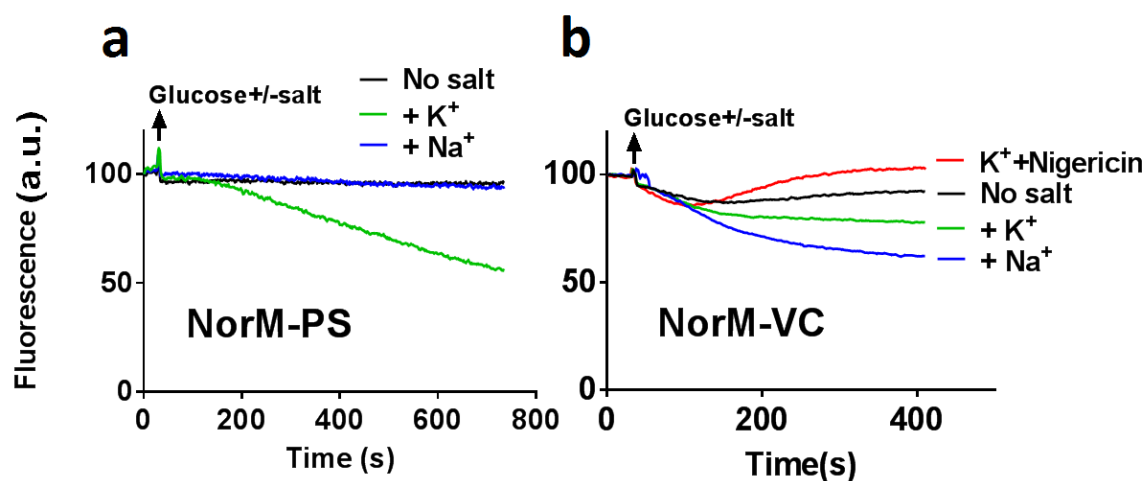 a
No salt
+ K⁺
+ Na⁺
Glucose+/-salt
Fluorescence (a.u.)
100
50
0
NorM-PS
0 200 400 600 800
Time (s)
b
Glucose+/-salt
K⁺+Nigericin
No salt
+ K⁺
+ Na⁺
100
50
0
NorM-VC
0 200 400
Time(s)